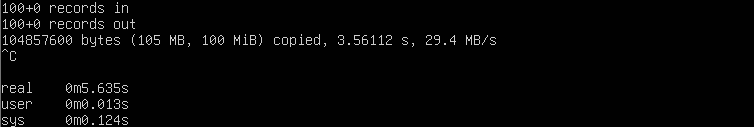 100+0 records in
100+0 records out
104857600 bytes (105 MB, 100 MiB) copied, 3.56112 s, 29.4 MB/s
^C
real    0m5.635s
user    0m0.013s
sys     0m0.124s